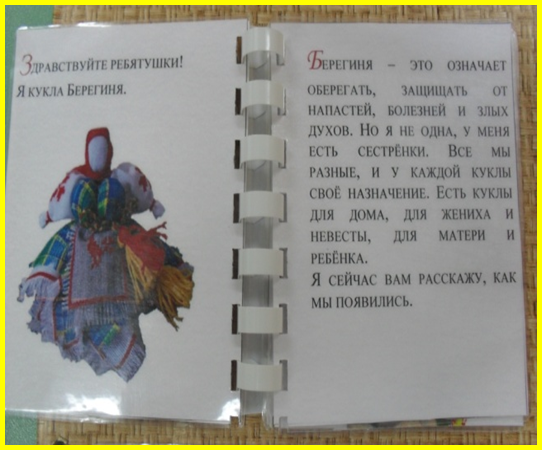 Здравствуйте ребятушки!
Я кукла Берегиня.
Берегиня – это означает
оберегать, защищать от
напастей, болезней и злых
духов. Но я не одна, у меня
есть сестрёнки. Все мы
разные, и у каждой куклы
своё назначение. Есть куклы
для дома, для жениха и
невесты, для матери и
ребёнка.
Я сейчас вам расскажу, как
мы появились.